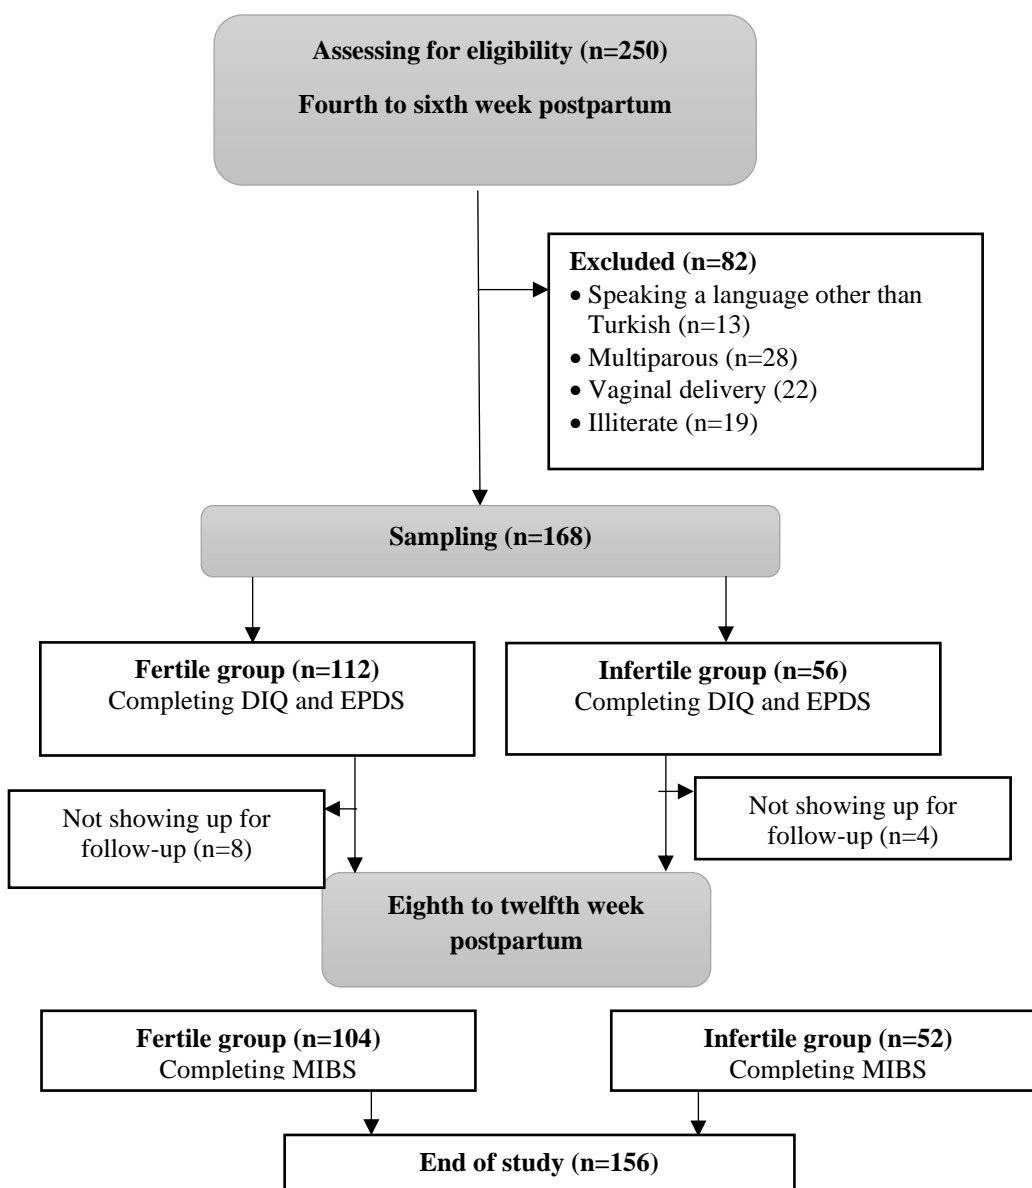 Assessing for eligibility (n=250)
Fourth to sixth week postpartum
Excluded (n=82)
• Speaking a language other than
Turkish (n=13)
• Multiparous (n=28)
• Vaginal delivery (22)
• Illiterate (n=19)
Sampling (n=168)
Fertile group (n=112)
Completing DIQ and EPDS
Infertile group (n=56)
Completing DIQ and EPDS
Not showing up for
follow-up (n=8)
Not showing up for
follow-up (n=4)
Eighth to twelfth week
postpartum
Fertile group (n=104)
Completing MIBS
Infertile group (n=52)
Completing MIBS
End of study (n=156)